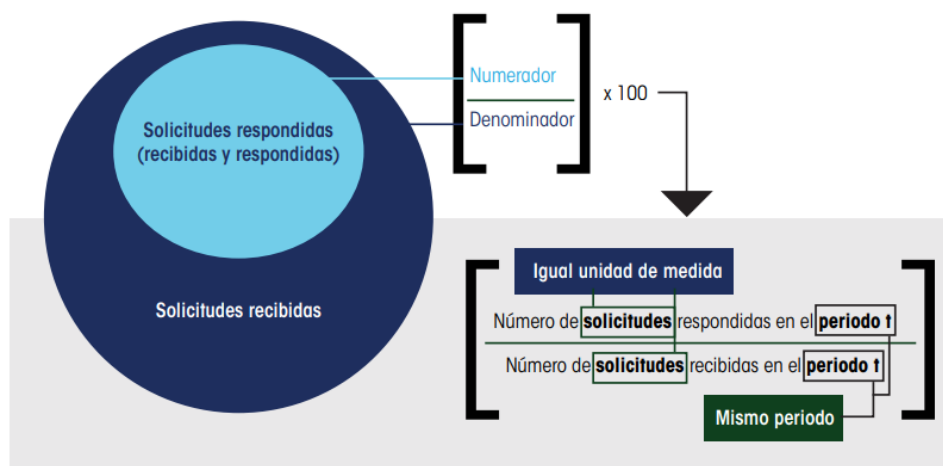 Solicitudes respondidas
(recibidas y respondidas)
Solicitudes recibidas
Numerador
Denominador
x 100
Igual unidad de medida
Número de solicitudes respondidas en el periodo t
Número de solicitudes recibidas en el periodo t
Mismo periodo